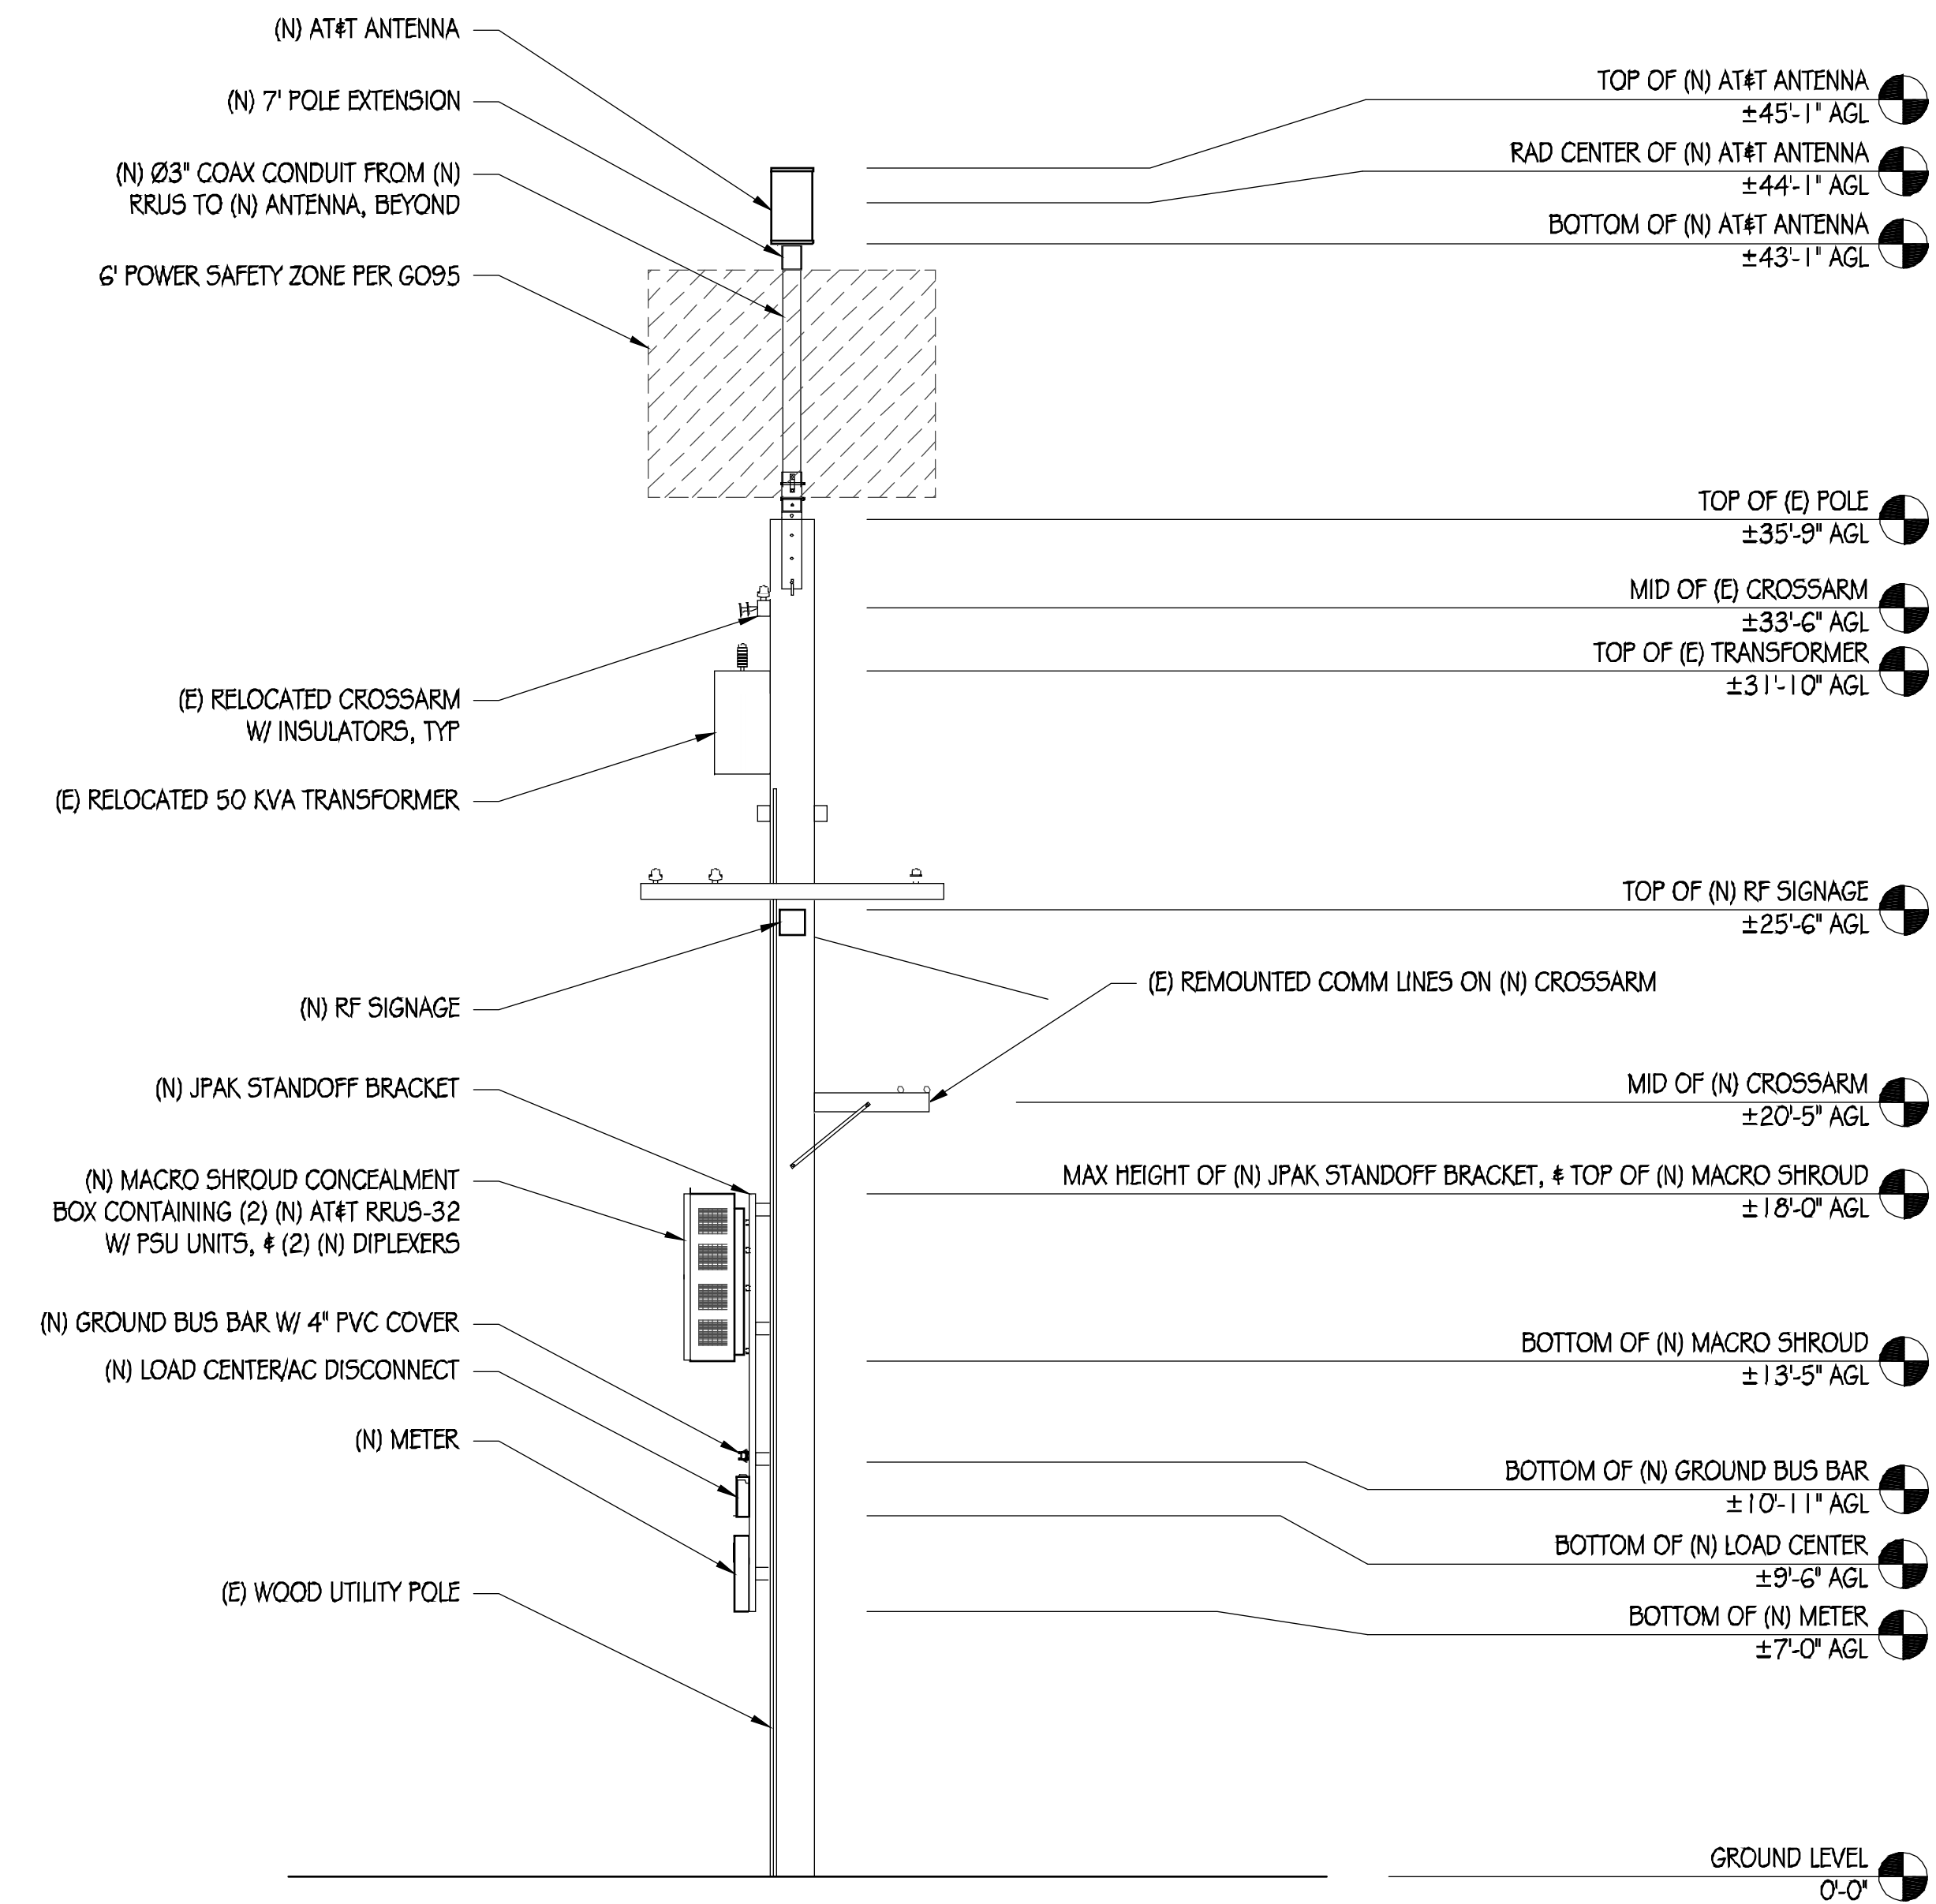 (N) AT&T ANTENNA
(N) 7' POLE EXTENSION
(N) Ø3" COAX CONDUIT FROM (N)
RRUS TO (N) ANTENNA, BEYOND
6' POWER SAFETY ZONE PER GO95
(E) RELOCATED CROSSARM
W/ INSULATORS, TYP
(E) RELOCATED 50 KVA TRANSFORMER
(N) RF SIGNAGE
(N) JPAK STANDOFF BRACKET
(N) MACRO SHROUD CONCEALMENT
BOX CONTAINING (2) (N) AT&T RRUS-32
W/ PSU UNITS, & (2) (N) DIPLEXERS
(N) GROUND BUS BAR W/ 4" PVC COVER
(N) LOAD CENTER/AC DISCONNECT
(N) METER
(E) WOOD UTILITY POLE
TOP OF (N) AT&T ANTENNA
±45'-1" AGL
RAD CENTER OF (N) AT&T ANTENNA
±44'-1" AGL
BOTTOM OF (N) AT&T ANTENNA
±43'-1" AGL
TOP OF (E) POLE
±35'-9" AGL
MID OF (E) CROSSARM
±33'-6" AGL
TOP OF (E) TRANSFORMER
±31'-10" AGL
TOP OF (N) RF SIGNAGE
±25'-6" AGL
(E) REMOUNTED COMM LINES ON (N) CROSSARM
MID OF (N) CROSSARM
±20'-5" AGL
MAX HEIGHT OF (N) JPAK STANDOFF BRACKET, & TOP OF (N) MACRO SHROUD
±18'-0" AGL
BOTTOM OF (N) MACRO SHROUD
±13'-5" AGL
BOTTOM OF (N) GROUND BUS BAR
±10'-11" AGL
BOTTOM OF (N) LOAD CENTER
±9'-6" AGL
BOTTOM OF (N) METER
±7'-0" AGL
GROUND LEVEL
0'-0"